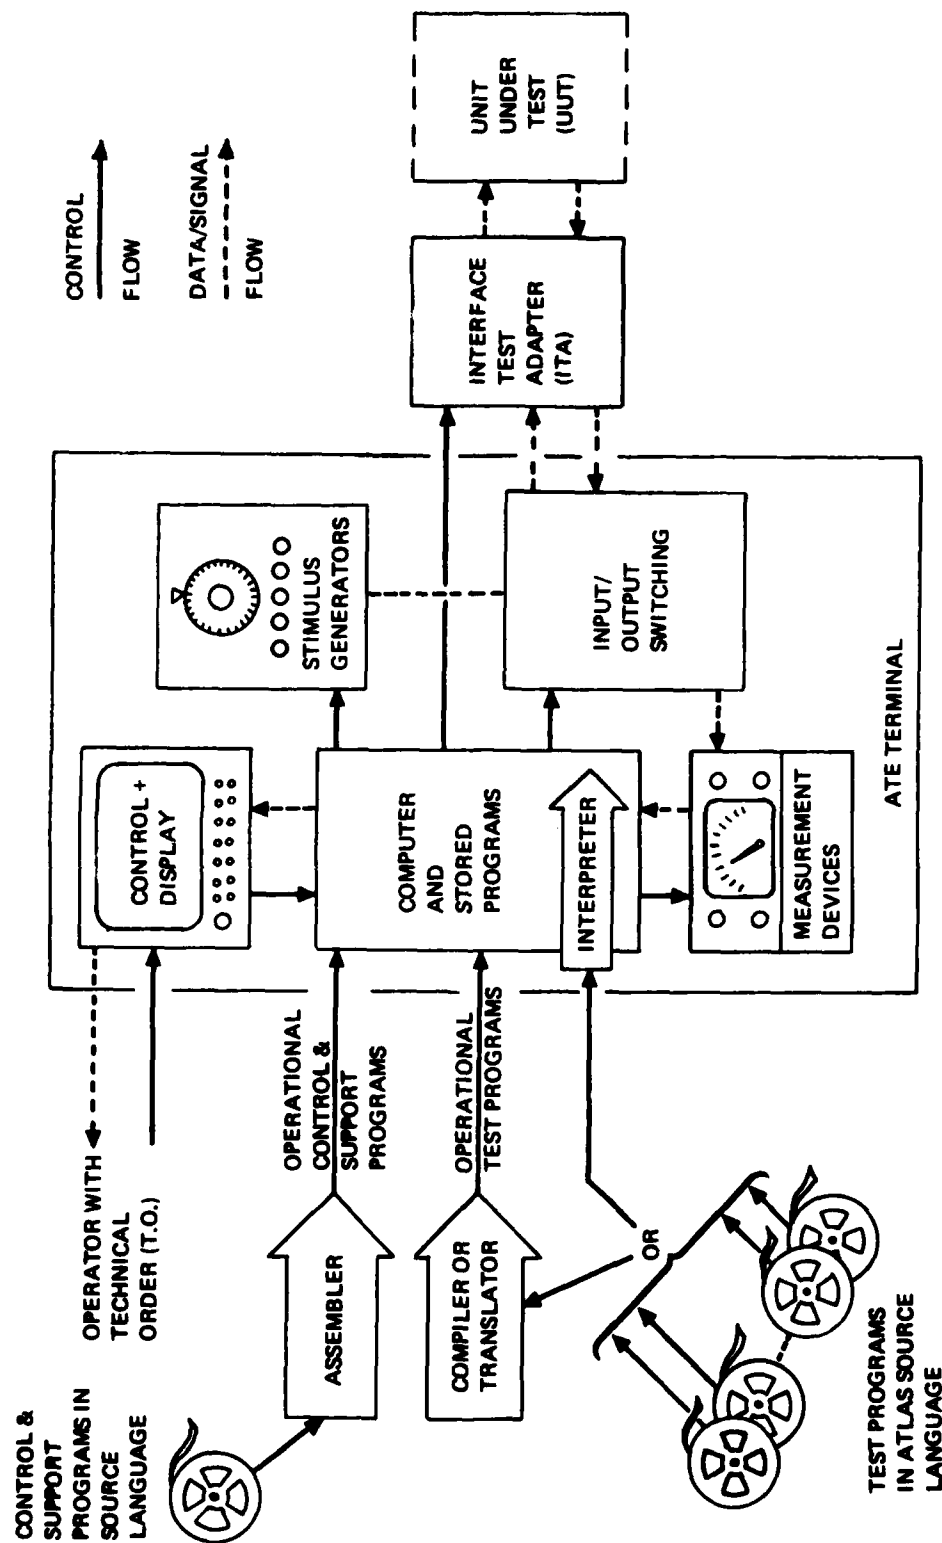 CONTROL &
SUPPORT
PROGRAMS IN
SOURCE
LANGUAGE
OPERATOR WITH
TECHNICAL
ORDER (T.O.)
CONTROL +
DISPLAY
CONTROL
FLOW
DATA/SIGNAL
FLOW
STIMULUS
GENERATORS
ASSEMBLER
OPERATIONAL
CONTROL &
SUPPORT
PROGRAMS
COMPUTER
AND
STORED
PROGRAMS
COMPILER OR
TRANSLATOR
OPERATIONAL
TEST PROGRAMS
INTERPRETER
INTERFACE
TEST
ADAPTER
(ITA)
UNIT
UNDER
TEST
(UUT)
INPUT/
OUTPUT
SWITCHING
OR
MEASUREMENT
DEVICES
ATE TERMINAL
TEST PROGRAMS
IN ATLAS SOURCE
LANGUAGE